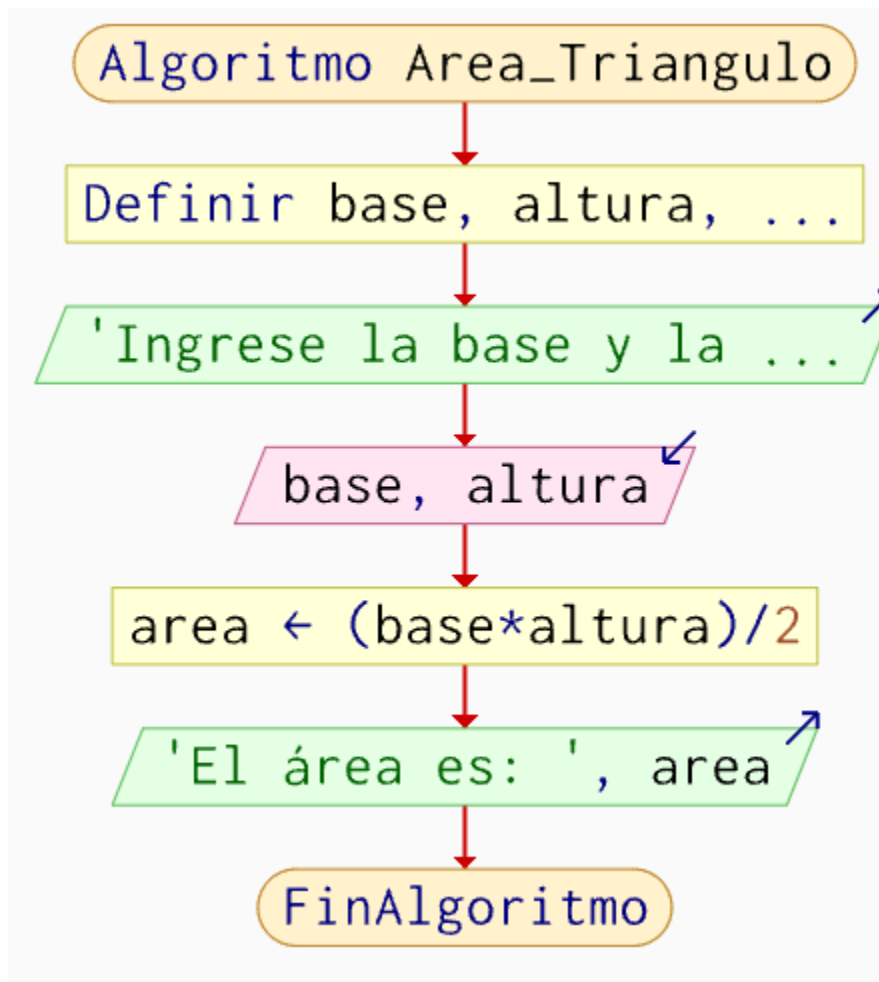 Algoritmo Area_Triangulo
Definir base, altura, ...
'Ingrese la base y la ...
base, altura
area ← (base*altura)/2
'El área es: ', area
FinAlgoritmo